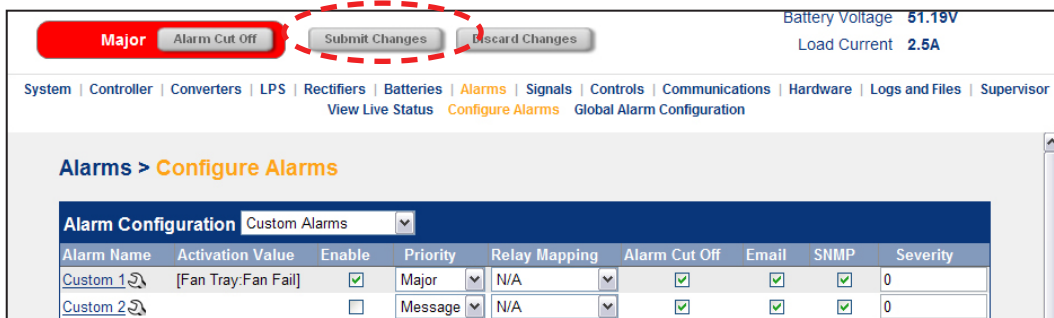 Battery Voltage 51.19V
Major Alarm Cut Off Submit Changes Discard Changes
Load Current 2.5A
System | Controller | Converters | LPS | Rectifiers | Batteries | Alarms | Signals | Controls | Communications | Hardware | Logs and Files | Supervisor
View Live Status Configure Alarms Global Alarm Configuration
Alarms > Configure Alarms
Alarm Configuration Custom Alarms
Alarm Name Activation Value Enable Priority Relay Mapping Alarm Cut Off Email SNMP Severity
Custom 1 [Fan Tray:Fan Fail] Major N/A 0
Custom 2 Message N/A 0